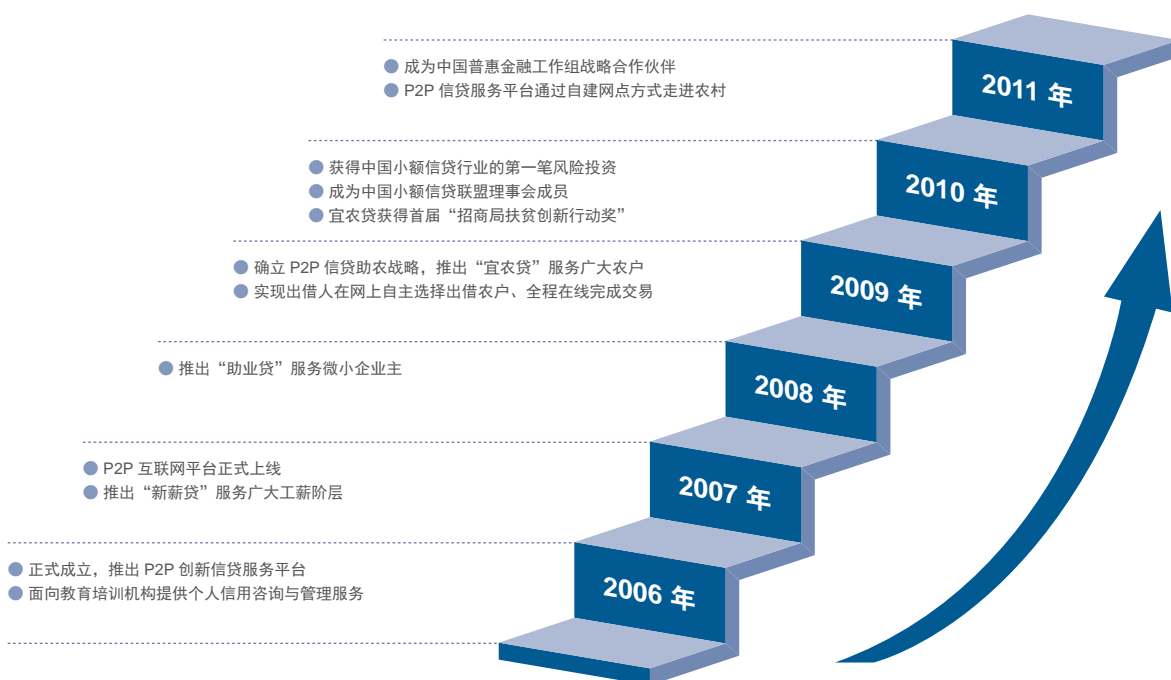 成为中国普惠金融工作组战略合作伙伴
P2P 信贷服务平台通过自建网点方式走进农村
2011 年
获得中国小额信贷行业的第一笔风险投资
成为中国小额信贷联盟理事会成员
宜农贷获得首届“招商局扶贫创新行动奖”
2010 年
确立 P2P 信贷助农战略，推出“宜农贷”服务广大农户
实现出借人在网上自主选择出借农户、全程在线完成交易
2009 年
推出“助业贷”服务微小企业主
2008 年
P2P 互联网平台正式上线
推出“新薪贷”服务广大工薪阶层
2007 年
正式成立，推出 P2P 创新信贷服务平台
面向教育培训机构提供个人信用咨询与管理服务
2006 年